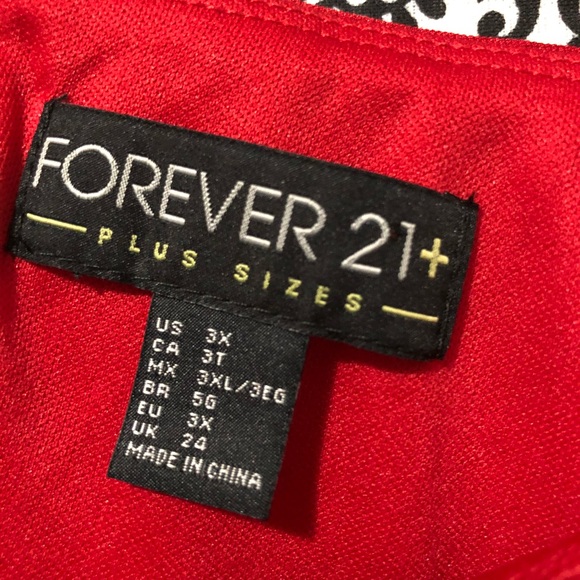 FOREVER 21+
PLUS SIZES
US 3X
CA 3T
MX 3XL/3EG
BR 5G
EU 3X
UK 24
MADE IN CHINA